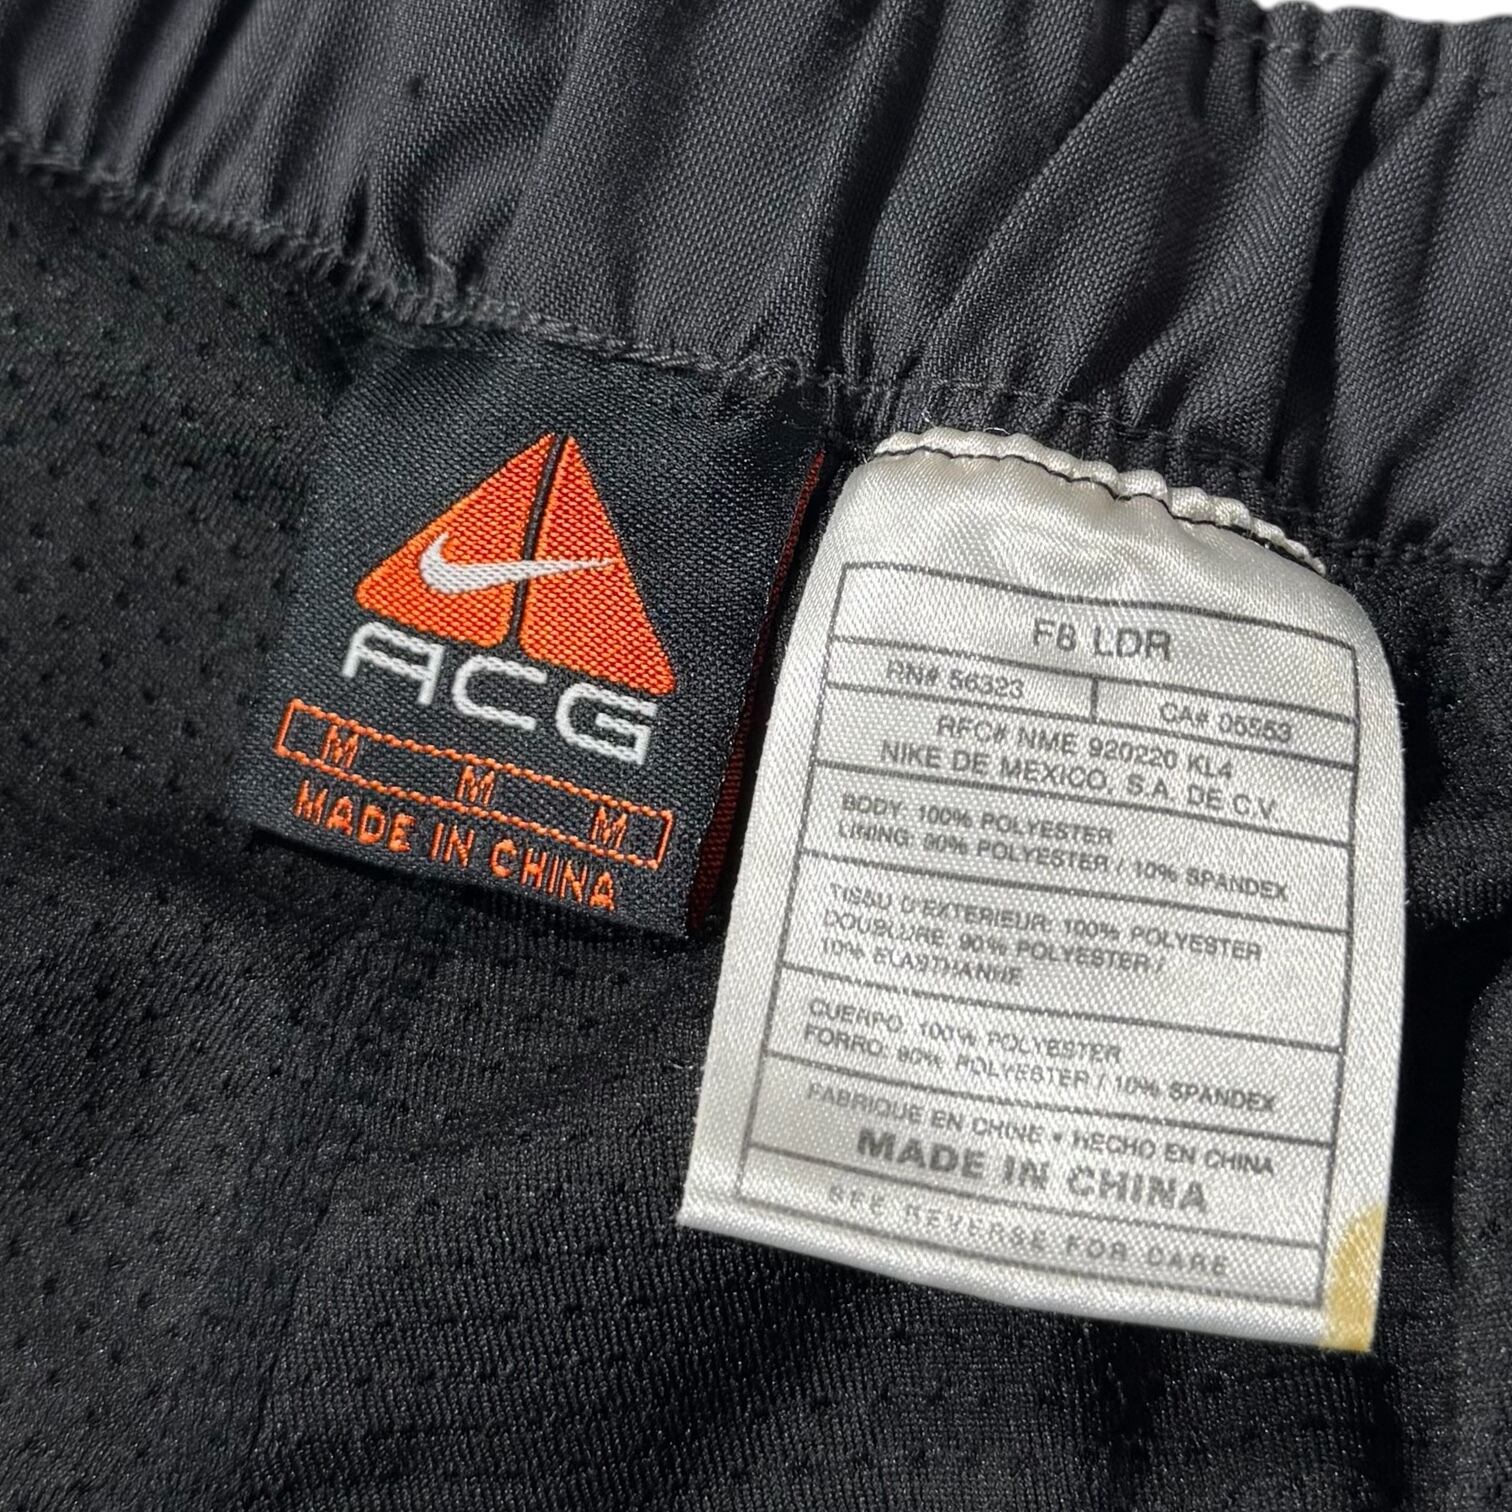 ACG
M M M
MADE IN CHINA
F8 LDR
RN# 56323
CA# 05553
RFC# NME 920220 KL4
NIKE DE MEXICO, S.A. DE C.V.
BODY: 100% POLYESTER
LINING: 90% POLYESTER / 10% SPANDEX
TISSU D'EXTERIEUR: 100% POLYESTER
DOUBLURE: 90% POLYESTER /
10% ELASTHANNE
CUERPO: 100% POLYESTER
FORRO: 90% POLYESTER / 10% SPANDEX
FABRIQUE EN CHINE • HECHO EN CHINA
MADE IN CHINA
SEE REVERSE FOR CARE